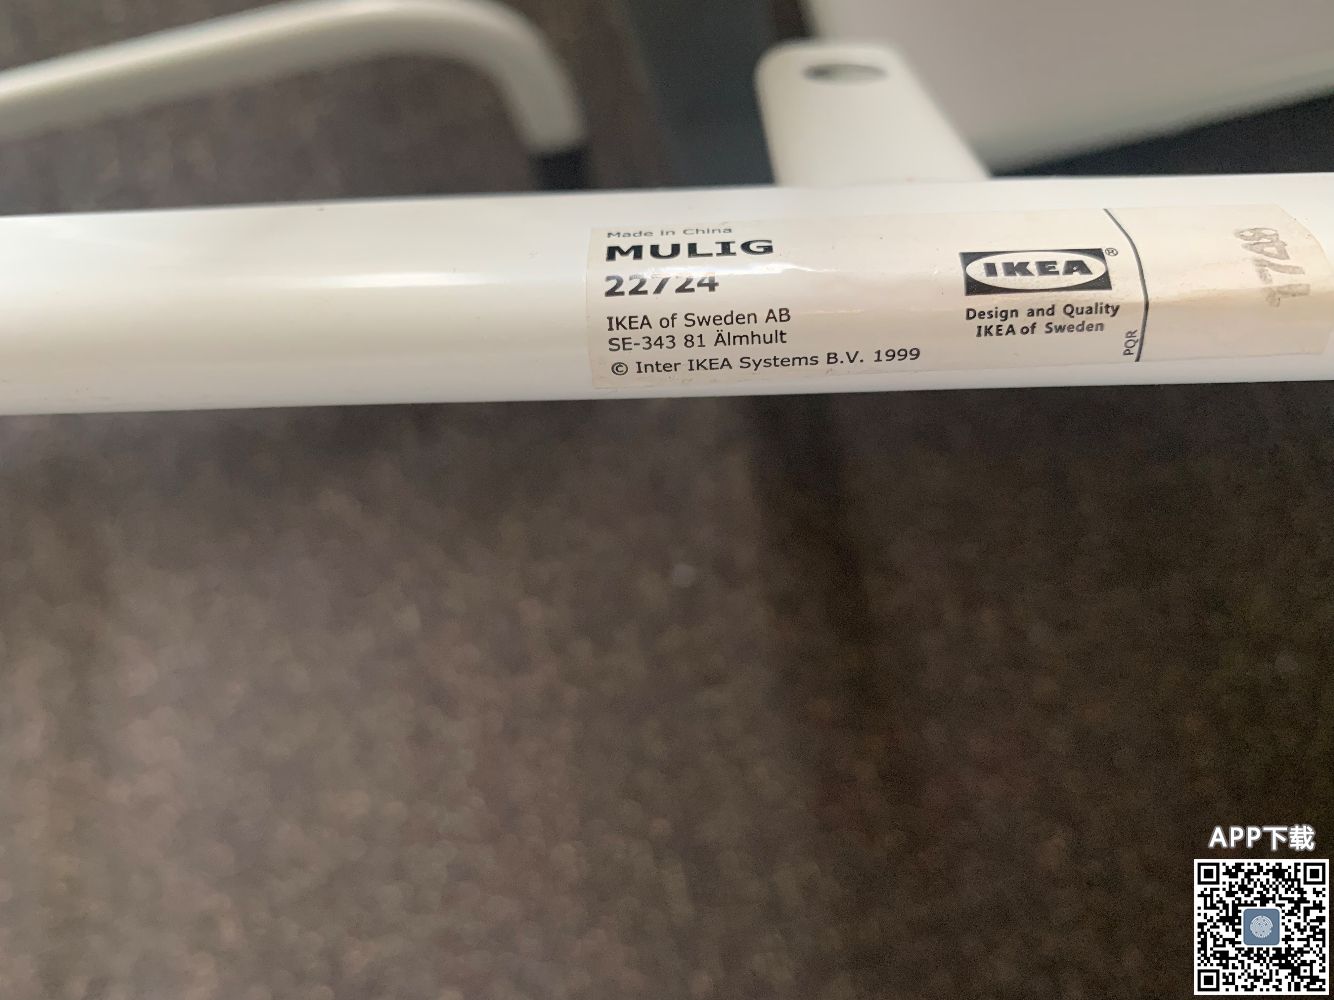 Made in China
MULIG
22724
IKEA of Sweden AB
SE-343 81 Älmhult
© Inter IKEA Systems B.V. 1999
IKEA®
Design and Quality
IKEA of Sweden
PQR
APP下载